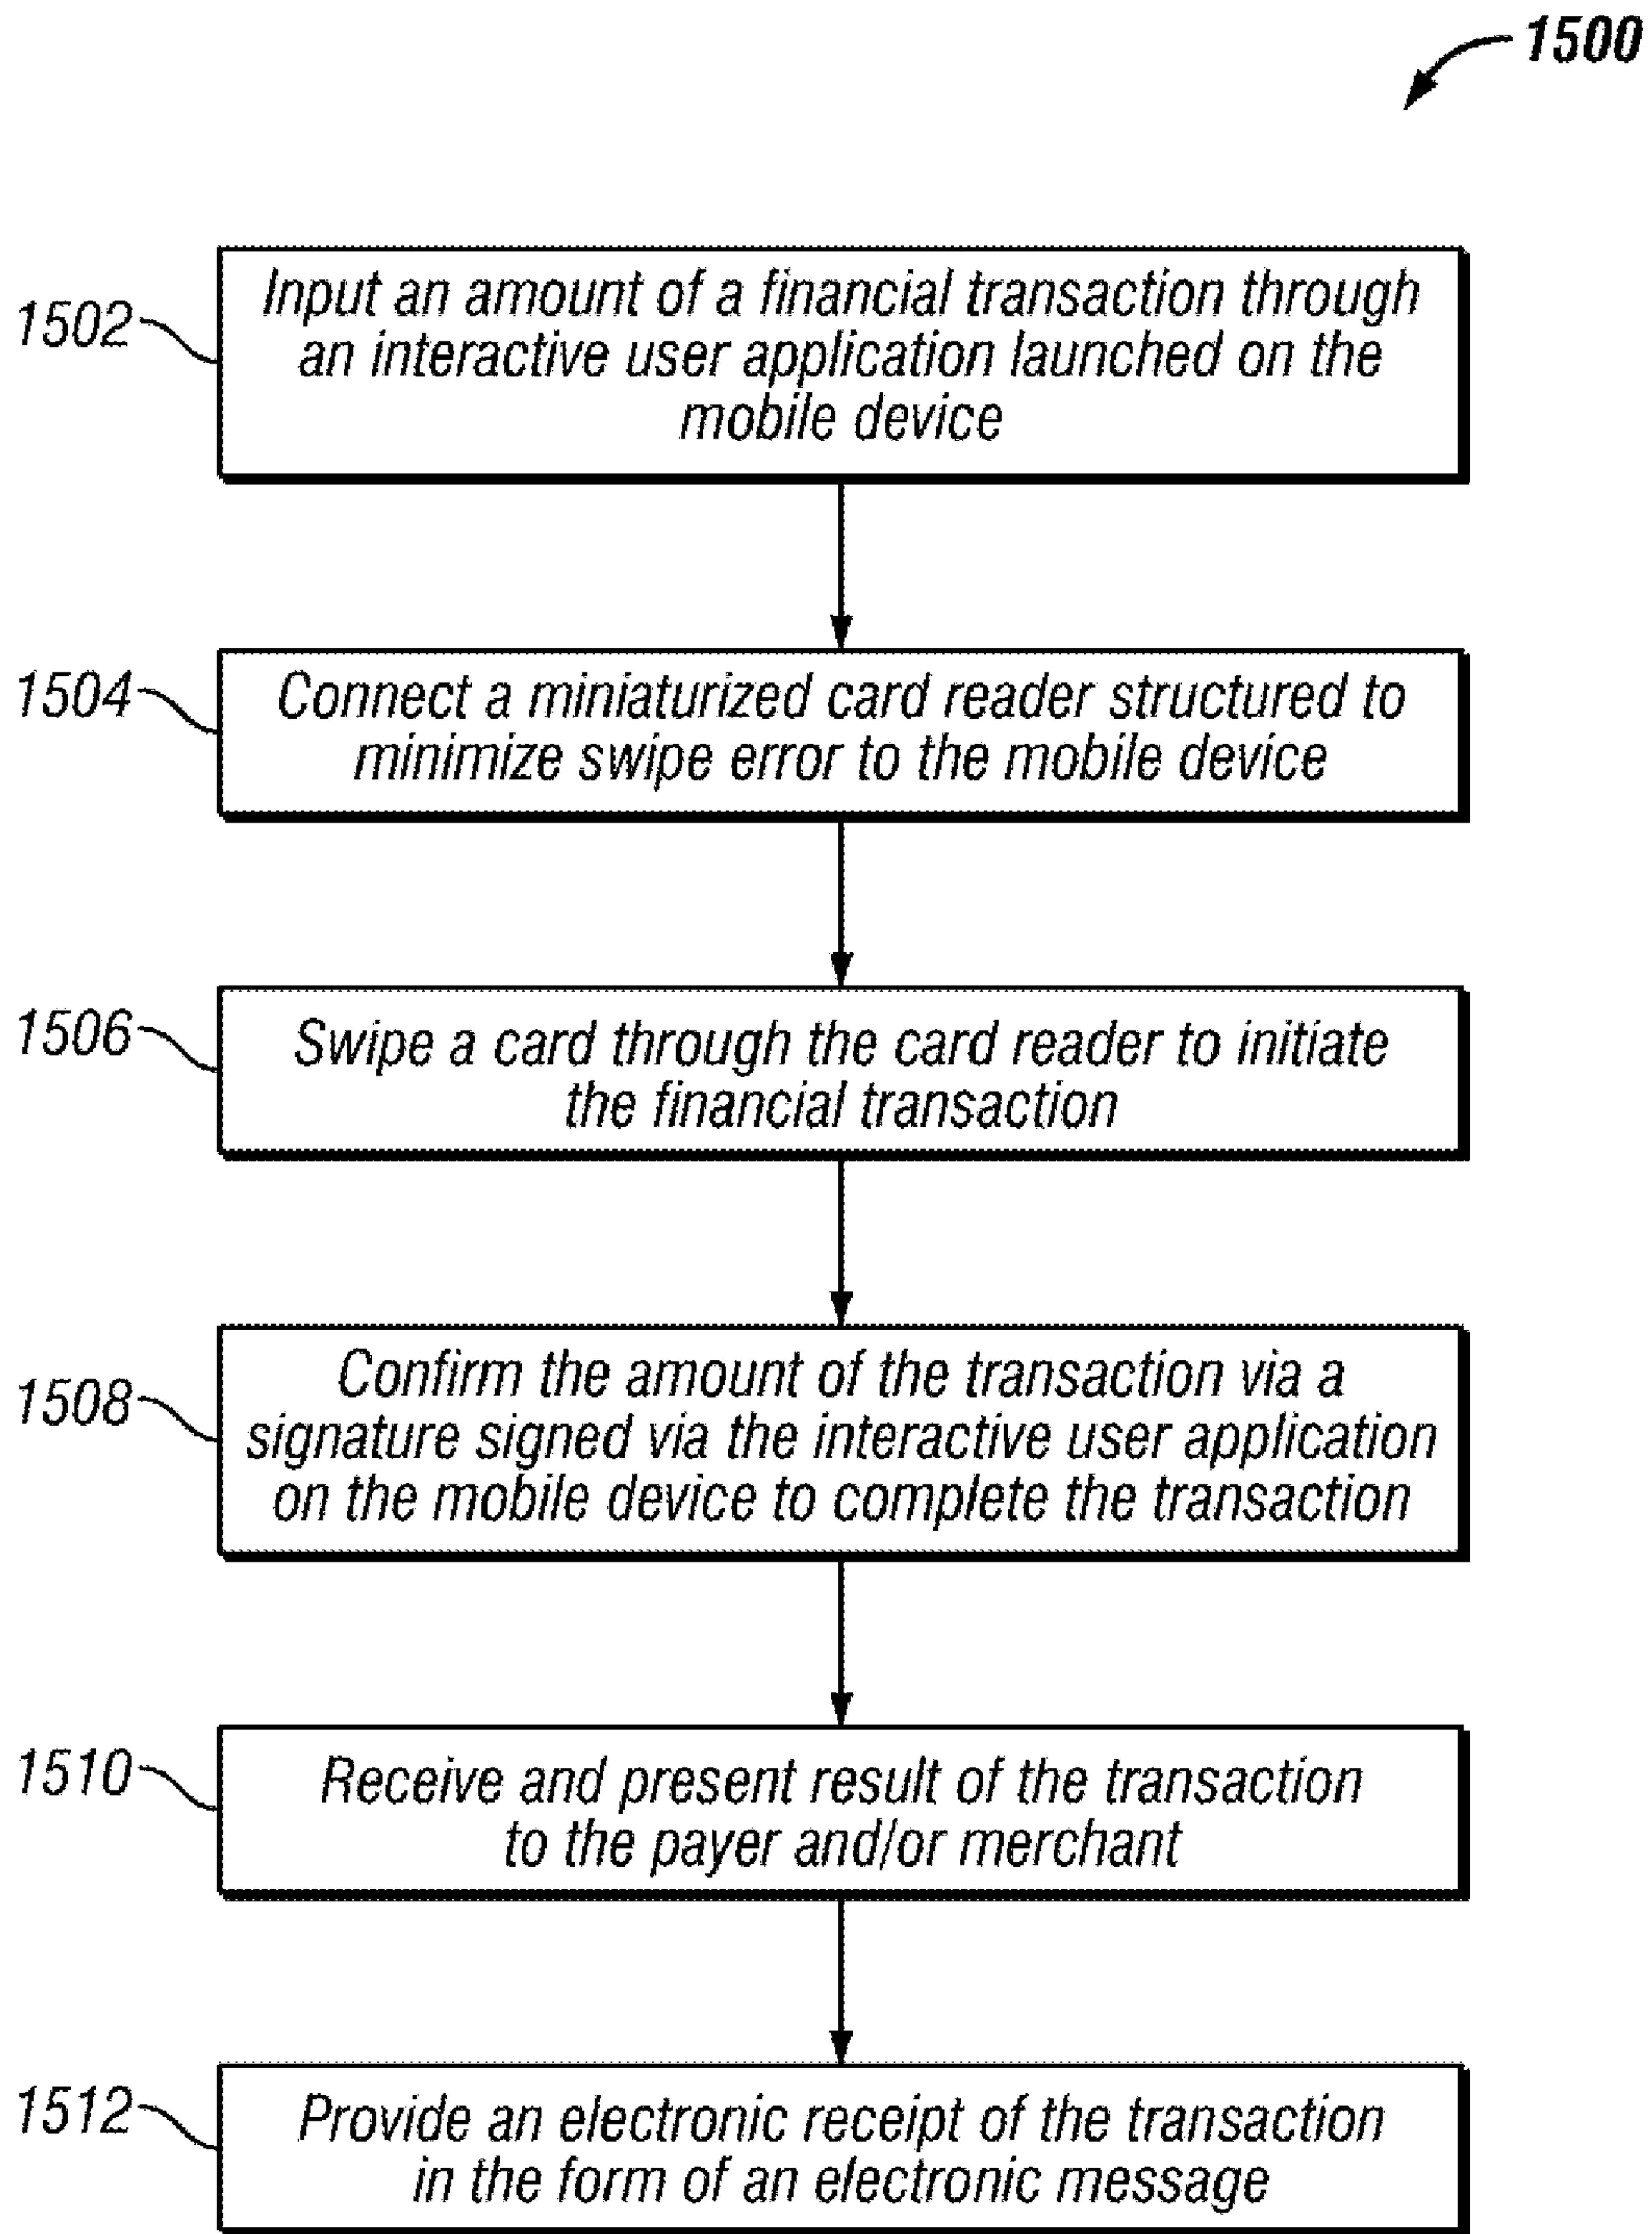 1500
1502
Input an amount of a financial transaction through
an interactive user application launched on the
mobile device
1504
Connect a miniaturized card reader structured to
minimize swipe error to the mobile device
1506
Swipe a card through the card reader to initiate
the financial transaction
1508
Confirm the amount of the transaction via a
signature signed via the interactive user application
on the mobile device to complete the transaction
1510
Receive and present result of the transaction
to the payer and/or merchant
1512
Provide an electronic receipt of the transaction
in the form of an electronic message